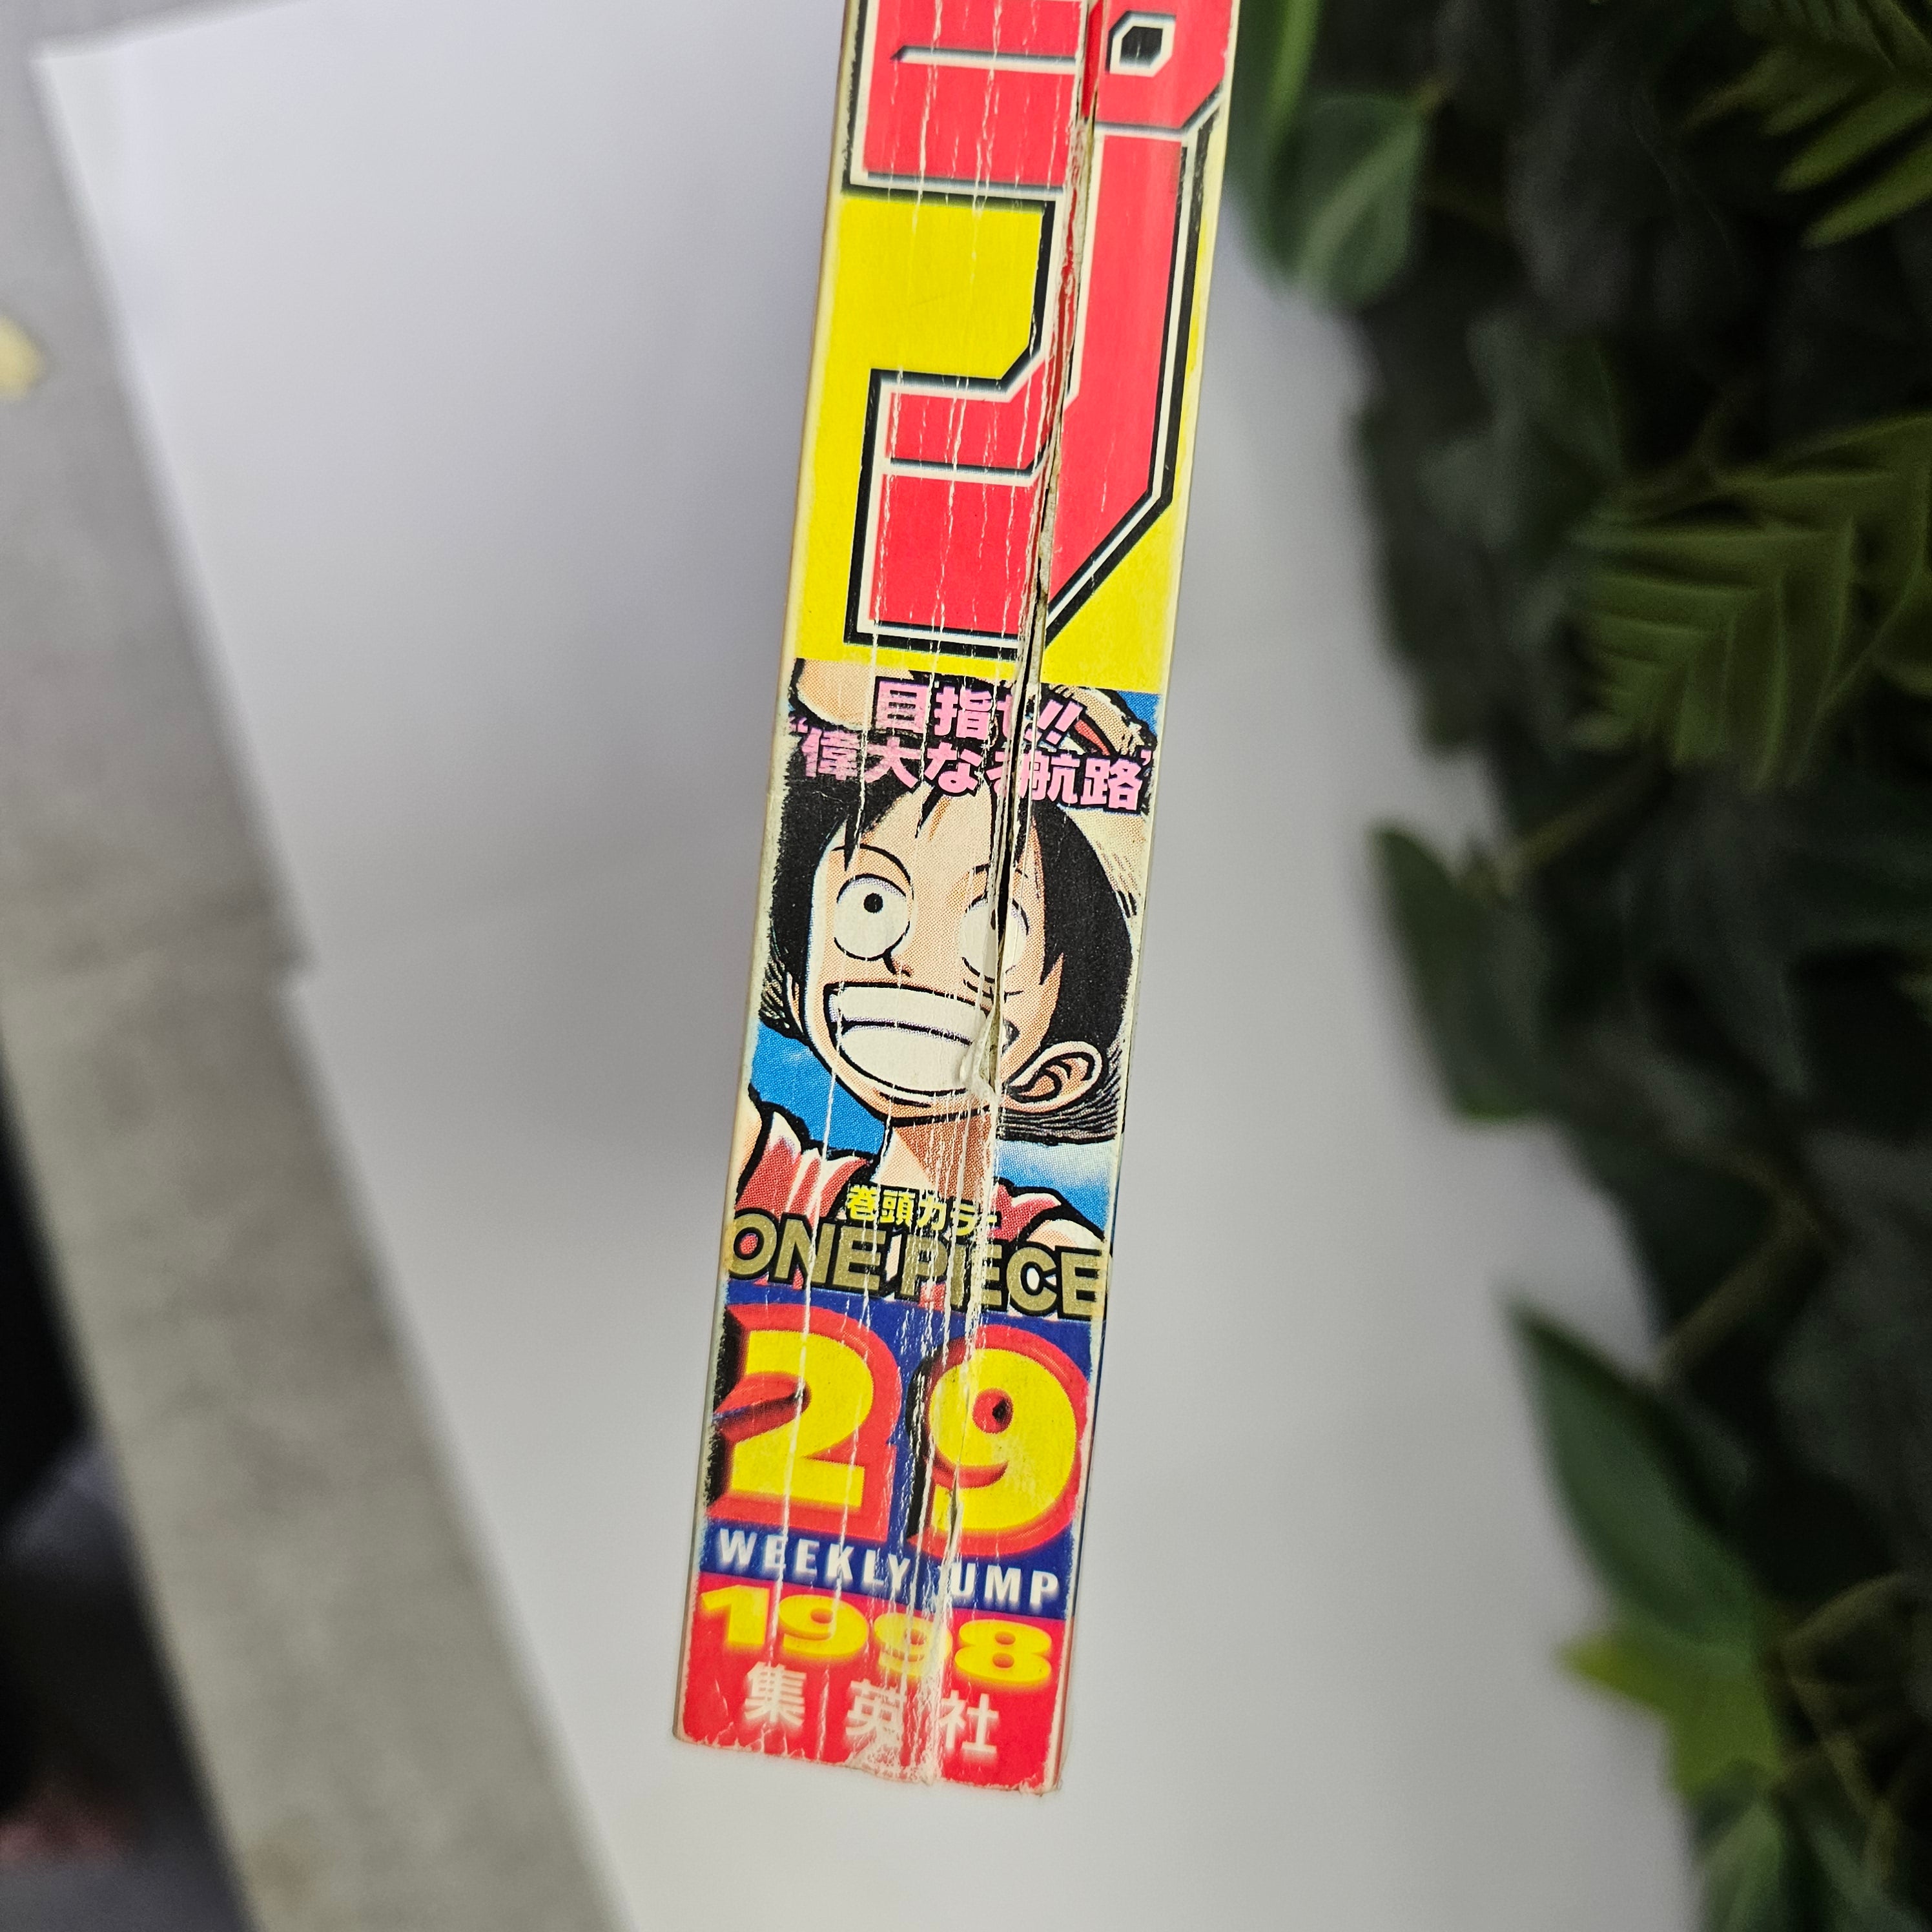 プ
目指せ!!
“偉大なる航路”
巻頭カラー
ONE PIECE
29
WEEKLY JUMP
1998
集英社